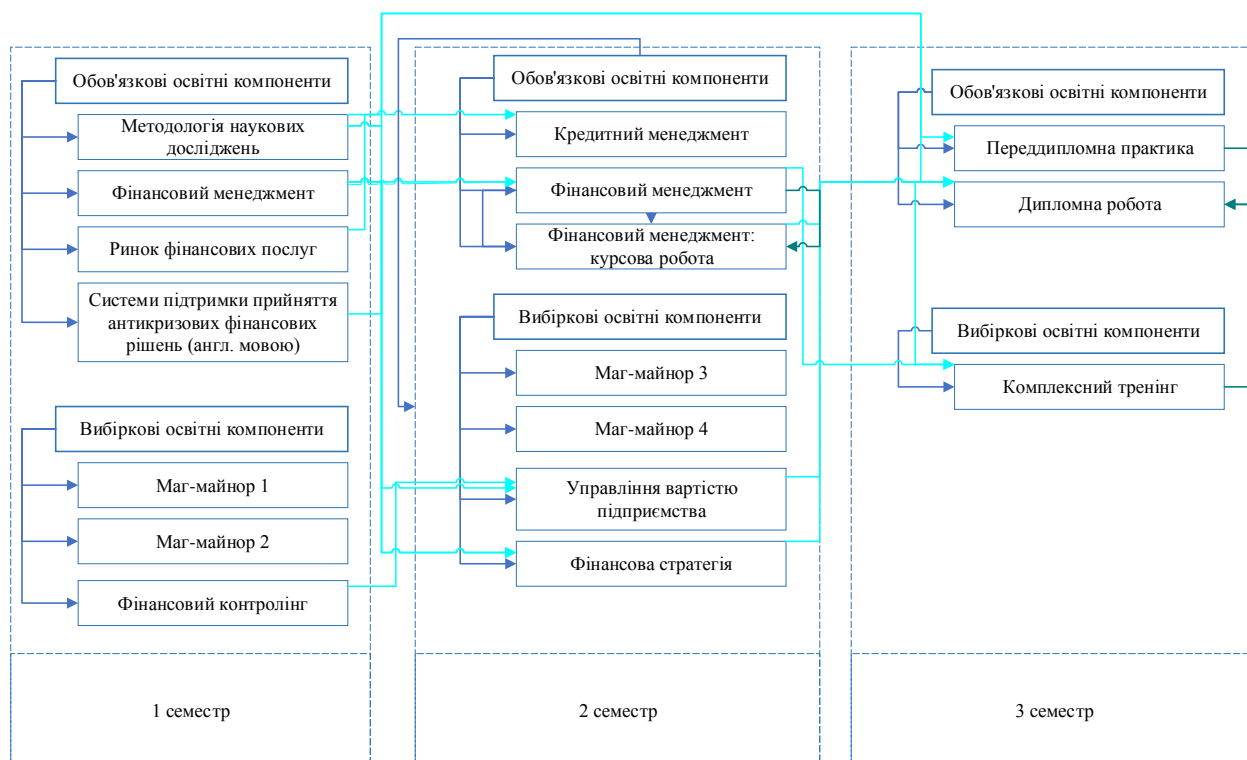 Обов'язкові освітні компоненти
Методологія наукових
досліджень
Фінансовий менеджмент
Ринок фінансових послуг
Системи підтримки прийняття
антикризових фінансових
рішень (англ. мовою)
Вибіркові освітні компоненти
Маг-майнор 1
Маг-майнор 2
Фінансовий контролінг
1 семестр
Обов'язкові освітні компоненти
Кредитний менеджмент
Фінансовий менеджмент
Фінансовий менеджмент:
курсова робота
Вибіркові освітні компоненти
Маг-майнор 3
Маг-майнор 4
Управління вартістю
підприємства
Фінансова стратегія
2 семестр
Обов'язкові освітні компоненти
Переддипломна практика
Дипломна робота
Вибіркові освітні компоненти
Комплексний тренінг
3 семестр